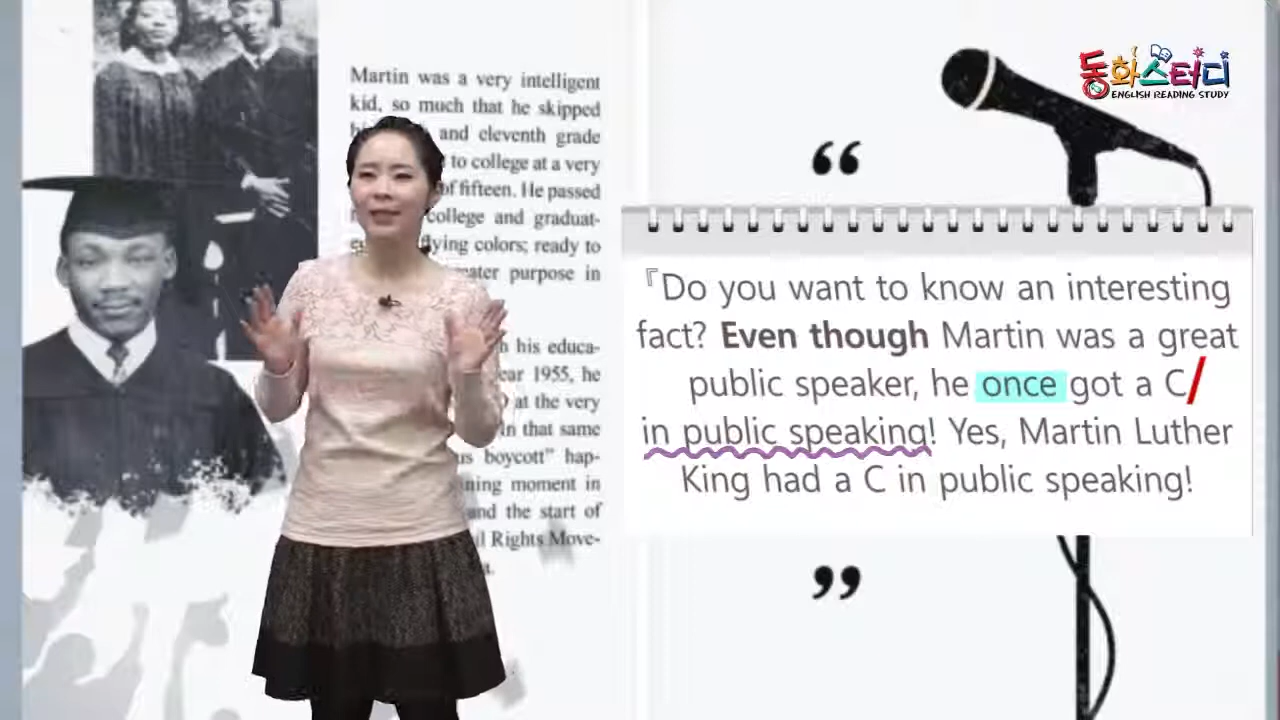 Martin was a very intelligent
kid, so much that he skipped
and eleventh grade
to college at a very
of fifteen. He passed
college and graduat-
flying colors; ready to
purpose in
his educa-
1955, he
at the very
In that same
boycott” hap-
moment in
and the start of
Rights Move-
동화스터디
ENGLISH READING STUDY
“
『Do you want to know an interesting
fact? Even though Martin was a great
public speaker, he once got a C/
in public speaking! Yes, Martin Luther
King had a C in public speaking!
”